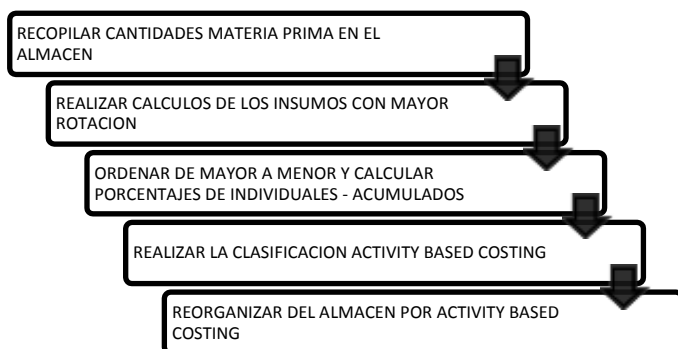 RECOPILAR CANTIDADES MATERIA PRIMA EN EL
ALMACEN
REALIZAR CALCULOS DE LOS INSUMOS CON MAYOR
ROTACION
ORDENAR DE MAYOR A MENOR Y CALCULAR
PORCENTAJES DE INDIVIDUALES - ACUMULADOS
REALIZAR LA CLASIFICACION ACTIVITY BASED COSTING
REORGANIZAR DEL ALMACEN POR ACTIVITY BASED
COSTING